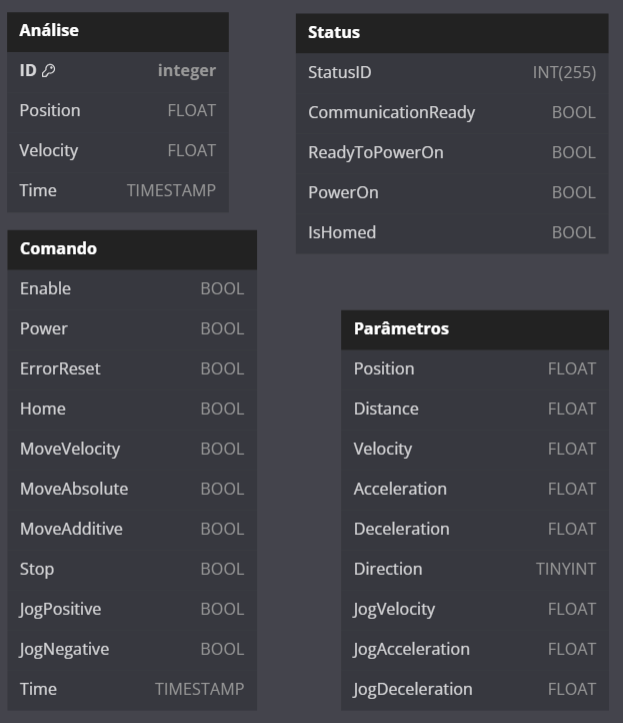 Análise
ID integer
Position FLOAT
Velocity FLOAT
Time TIMESTAMP
Status
StatusID INT(255)
CommunicationReady BOOL
ReadyToPowerOn BOOL
PowerOn BOOL
IsHomed BOOL
Comando
Enable BOOL
Power BOOL
ErrorReset BOOL
Home BOOL
MoveVelocity BOOL
MoveAbsolute BOOL
MoveAdditive BOOL
Stop BOOL
JogPositive BOOL
JogNegative BOOL
Time TIMESTAMP
Parâmetros
Position FLOAT
Distance FLOAT
Velocity FLOAT
Acceleration FLOAT
Deceleration FLOAT
Direction TINYINT
JogVelocity FLOAT
JogAcceleration FLOAT
JogDeceleration FLOAT